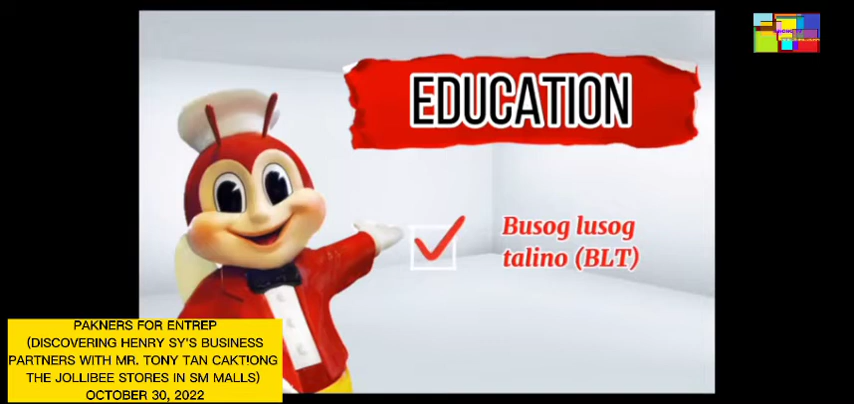 EDUCATION
Busog lusog
talino (BLT)
PAKNERS FOR ENTREP
(DISCOVERING HENRY SY'S BUSINESS
PARTNERS WITH MR. TONY TAN CAKTIONG
THE JOLLIBEE STORES IN SM MALLS)
OCTOBER 30, 2022